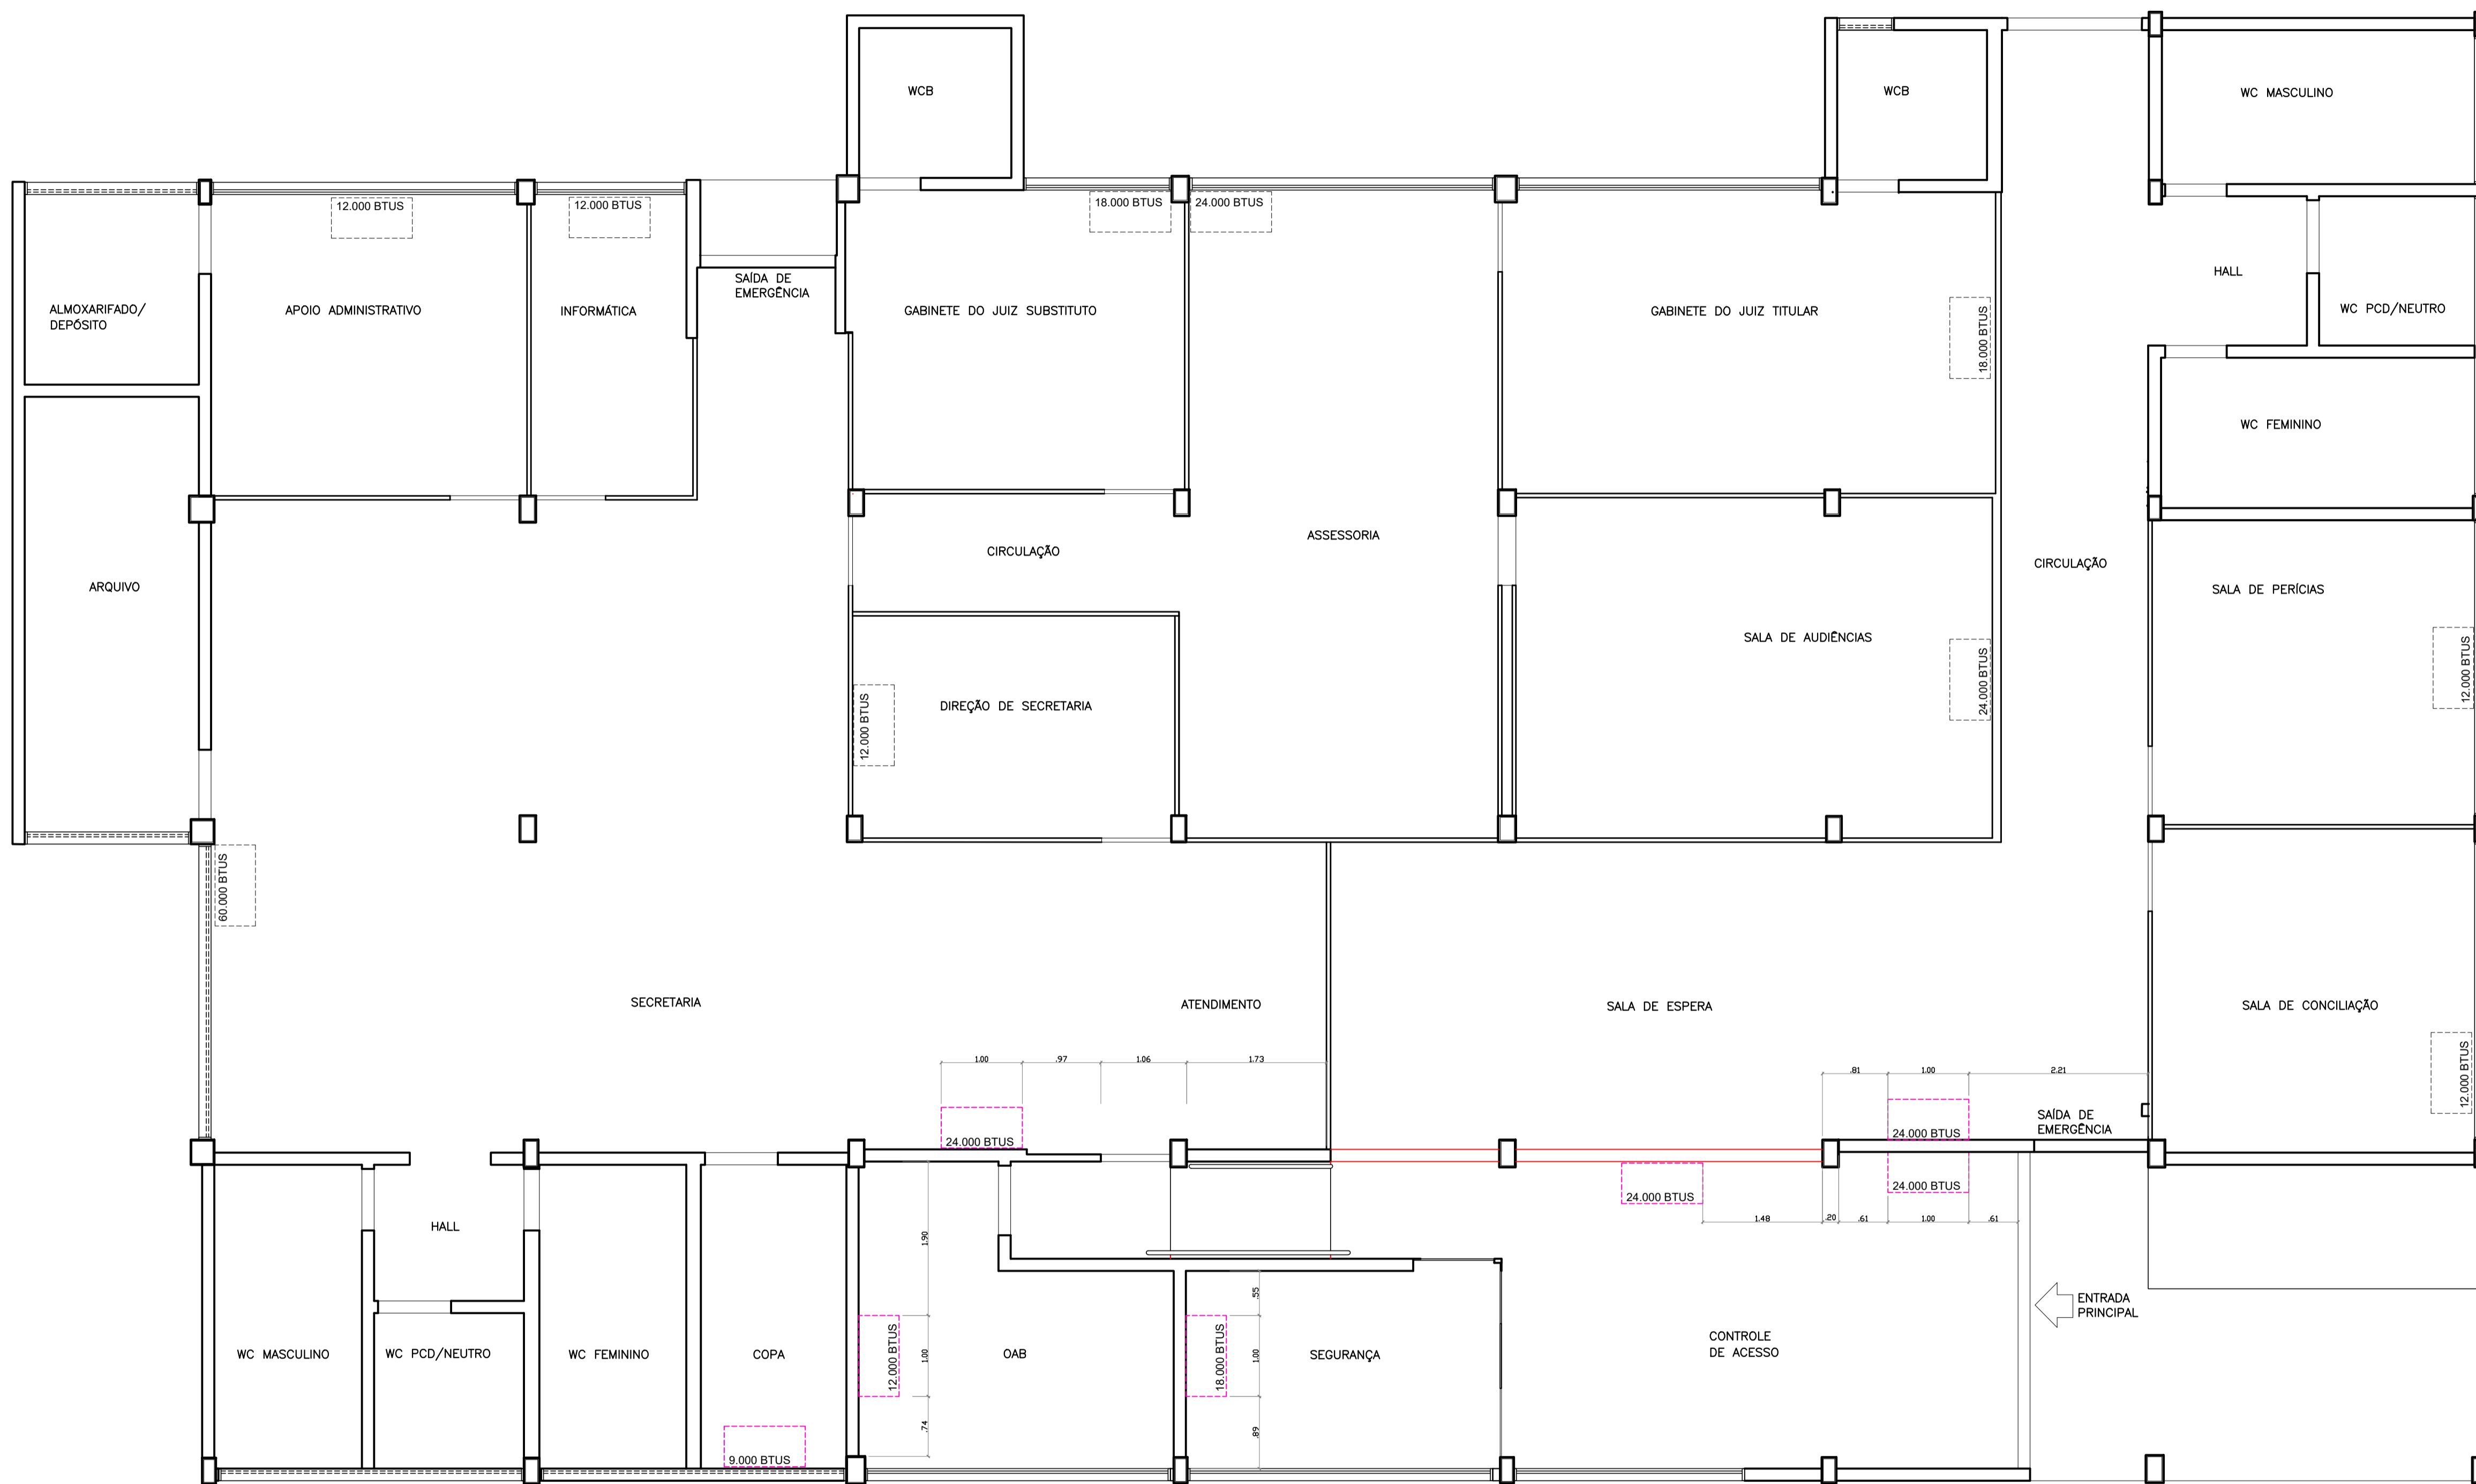 WCB
WCB
WC MASCULINO
12.000 BTUS
12.000 BTUS
18.000 BTUS
24.000 BTUS
SAÍDA DE
EMERGÊNCIA
HALL
ALMOXARIFADO/
DEPÓSITO
APOIO ADMINISTRATIVO
INFORMÁTICA
GABINETE DO JUIZ SUBSTITUTO
GABINETE DO JUIZ TITULAR
18.000 BTUS
WC PCD/NEUTRO
WC FEMININO
ASSESSORIA
CIRCULAÇÃO
CIRCULAÇÃO
ARQUIVO
SALA DE PERÍCIAS
SALA DE AUDIÊNCIAS
24.000 BTUS
12.000 BTUS
DIREÇÃO DE SECRETARIA
12.000 BTUS
60.000 BTUS
SECRETARIA
ATENDIMENTO
SALA DE ESPERA
SALA DE CONCILIAÇÃO
12.000 BTUS
1.00
.97
1.06
1.73
.81
1.00
2.21
24.000 BTUS
24.000 BTUS
SAÍDA DE
EMERGÊNCIA
24.000 BTUS
24.000 BTUS
1.48
.20
.61
1.00
.61
HALL
1.90
.55
ENTRADA
PRINCIPAL
CONTROLE
DE ACESSO
WC MASCULINO
WC PCD/NEUTRO
WC FEMININO
COPA
12.000 BTUS
1.00
OAB
18.000 BTUS
1.00
SEGURANÇA
.74
.89
9.000 BTUS